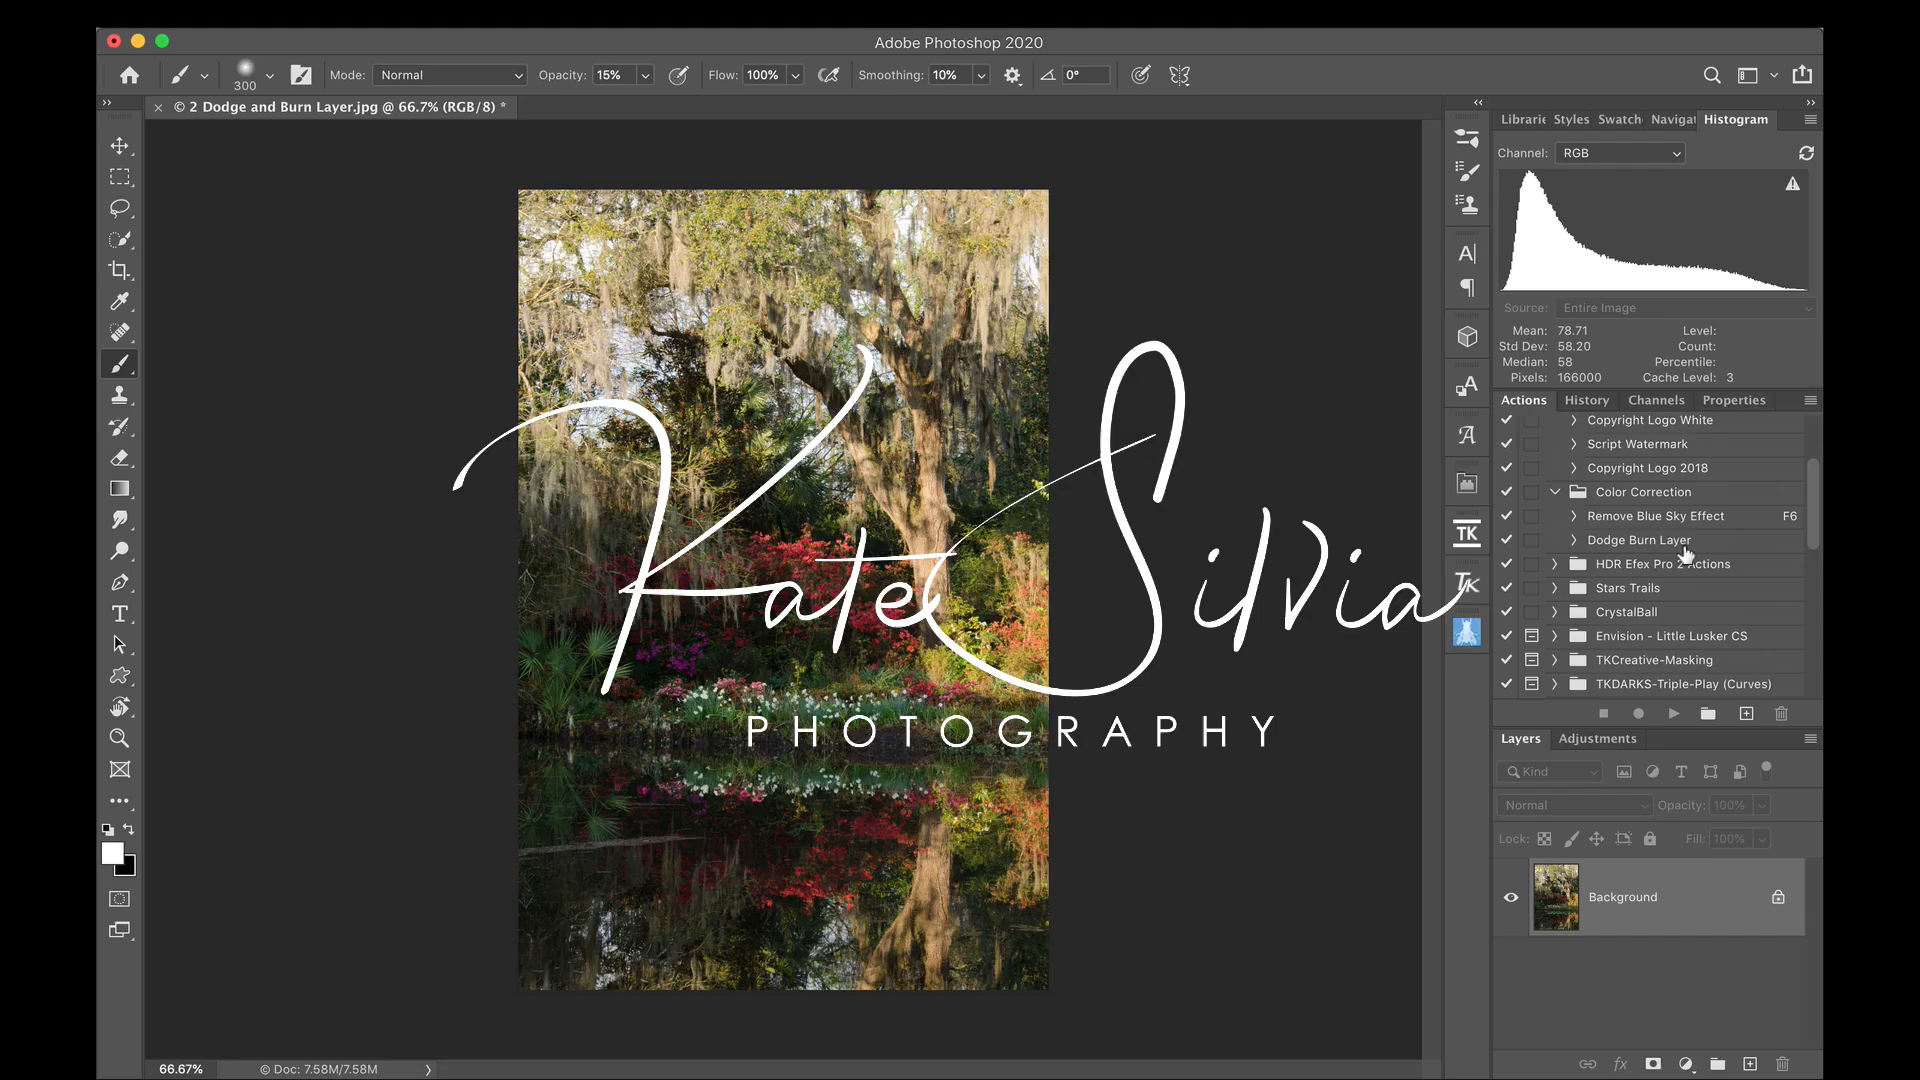 Adobe Photoshop 2020
300
Mode: Normal
Opacity: 15%
Flow: 100%
Smoothing: 10%
0°
© 2 Dodge and Burn Layer.jpg @ 66.7% (RGB/8) *
Librarie Styles Swatch Navigat Histogram
Channel: RGB
Source: Entire Image
Mean: 78.71 Level:
Std Dev: 58.20 Count:
Median: 58 Percentile:
Pixels: 166000 Cache Level: 3
Actions History Channels Properties
Copyright Logo White
Script Watermark
Copyright Logo 2018
Color Correction
Remove Blue Sky Effect F6
Dodge Burn Layer
HDR Efex Pro 2 Actions
Stars Trails
CrystalBall
Envision - Little Lusker CS
TKCreative-Masking
TKDARKS-Triple-Play (Curves)
TK
TK
Kate Silvia
PHOTOGRAPHY
Layers Adjustments
Kind
Normal Opacity: 100%
Lock: Fill: 100%
Background
fx
66.67% © Doc: 7.58M/7.58M